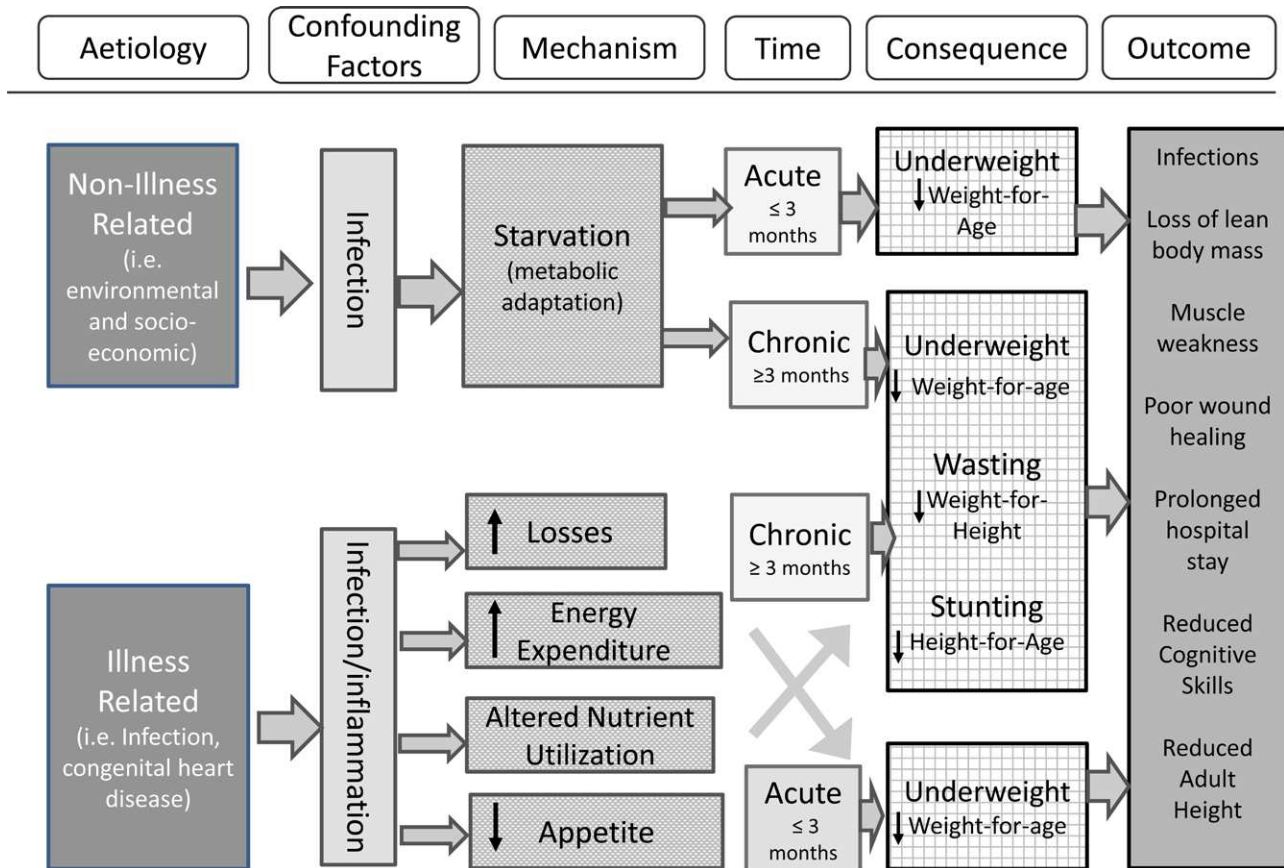 Aetiology
Confounding
Factors
Mechanism
Time
Consequence
Outcome
Non-Illness
Related
(i.e.
environmental
and socio-
economic)
Infection
Starvation
(metabolic
adaptation)
Acute
≤ 3
months
Underweight
↓ Weight-for-
Age
Chronic
≥3 months
Underweight
↓ Weight-for-age
Wasting
↓ Weight-for-
Height
Stunting
↓ Height-for-Age
Illness
Related
(i.e. Infection,
congenital heart
disease)
Infection/inflammation
↑ Losses
↑ Energy
Expenditure
Altered Nutrient
Utilization
↓ Appetite
Chronic
≥ 3 months
Acute
≤ 3
months
Underweight
↓ Weight-for-age
Infections
Loss of lean
body mass
Muscle
weakness
Poor wound
healing
Prolonged
hospital
stay
Reduced
Cognitive
Skills
Reduced
Adult
Height